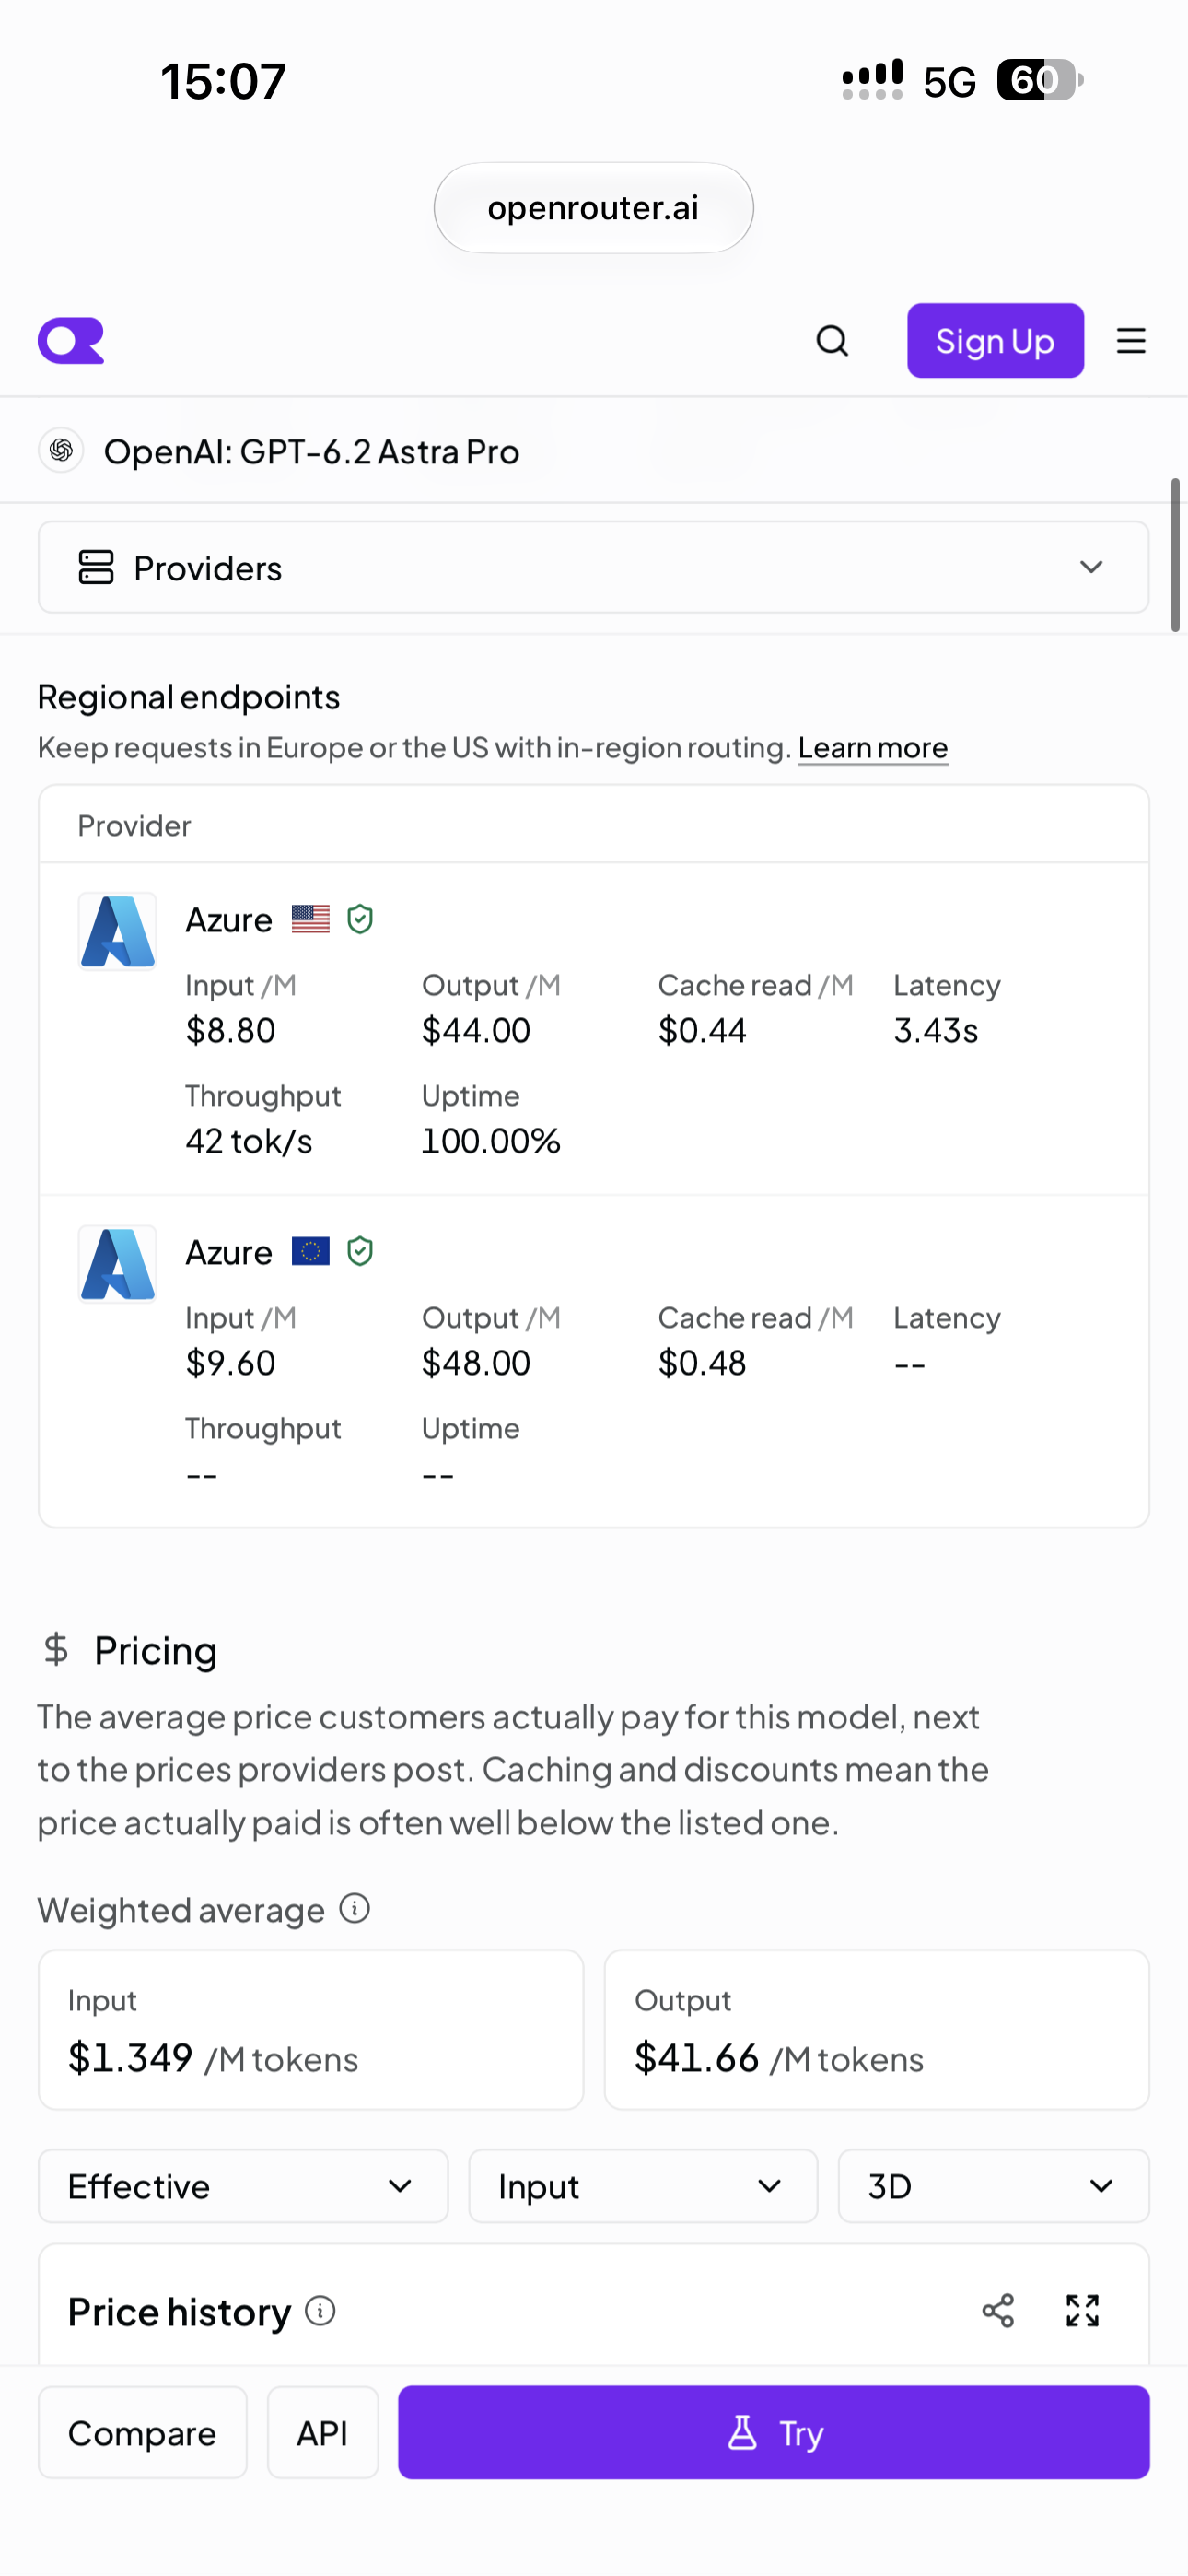 15:07
5G 60
openrouter.ai
Sign Up
OpenAI: GPT-6.2 Astra Pro
Providers
Regional endpoints
Keep requests in Europe or the US with in-region routing. Learn more
Provider
Azure
Input /M Output /M Cache read /M Latency
$8.80 $44.00 $0.44 3.43s
Throughput Uptime
42 tok/s 100.00%
Azure
Input /M Output /M Cache read /M Latency
$9.60 $48.00 $0.48 --
Throughput Uptime
-- --
$ Pricing
The average price customers actually pay for this model, next
to the prices providers post. Caching and discounts mean the
price actually paid is often well below the listed one.
Weighted average
Input Output
$1.349 /M tokens $41.66 /M tokens
Effective Input 3D
Price history
Compare API Try